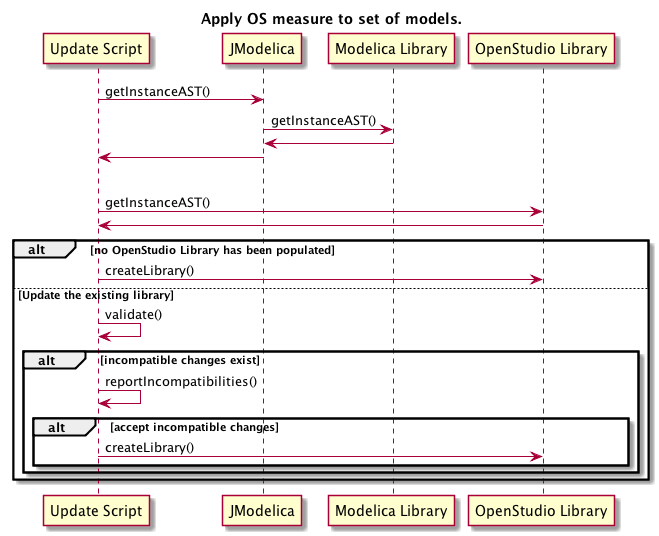 Apply OS measure to set of models.
Update Script JModelica Modelica Library OpenStudio Library
getInstanceAST()
getInstanceAST()
getInstanceAST()
alt [no OpenStudio Library has been populated]
createLibrary()
[Update the existing library]
validate()
alt [incompatible changes exist]
reportIncompatibilities()
alt [accept incompatible changes]
createLibrary()
Update Script JModelica Modelica Library OpenStudio Library